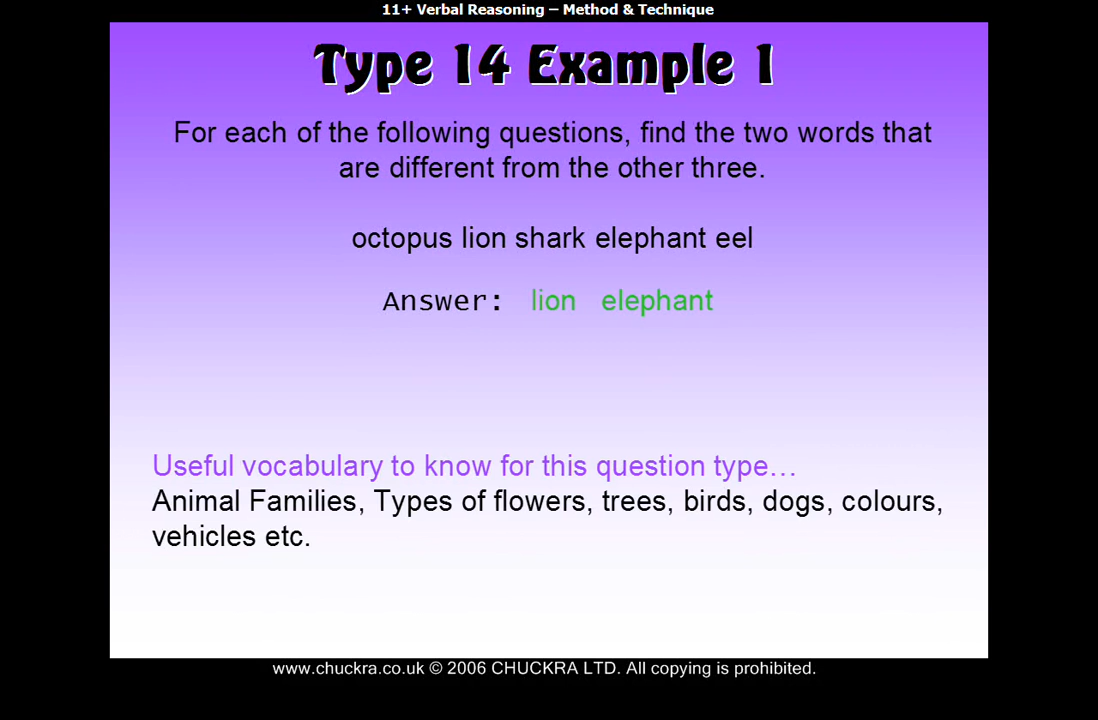 11+ Verbal Reasoning – Method & Technique
Type 14 Example 1
For each of the following questions, find the two words that
are different from the other three.
octopus lion shark elephant eel
Answer: lion elephant
Useful vocabulary to know for this question type…
Animal Families, Types of flowers, trees, birds, dogs, colours,
vehicles etc.
www.chuckra.co.uk © 2006 CHUCKRA LTD. All copying is prohibited.